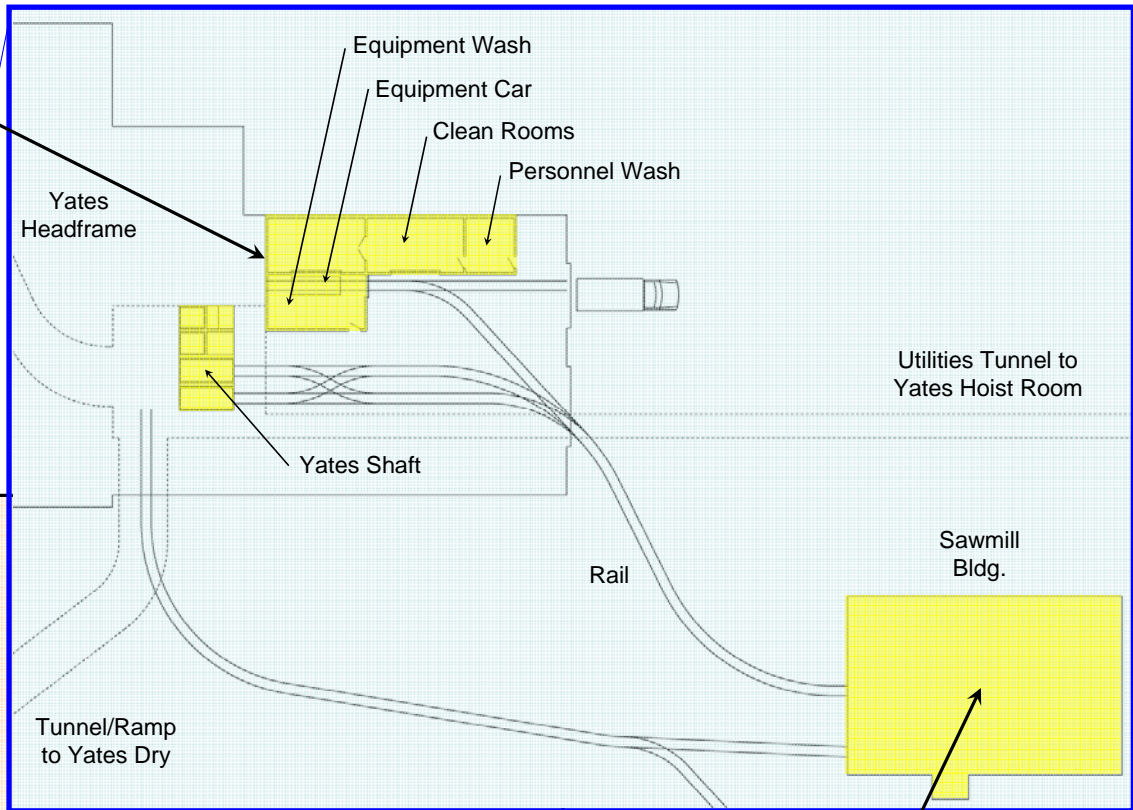 Equipment Wash
Equipment Car
Clean Rooms
Personnel Wash
Yates
Headframe
Utilities Tunnel to
Yates Hoist Room
Yates Shaft
Sawmill
Bldg.
Rail
Tunnel/Ramp
to Yates Dry